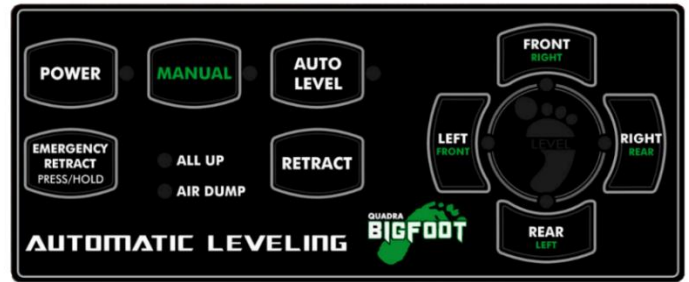 POWER
MANUAL
AUTO
LEVEL
FRONT
RIGHT
EMERGENCY
RETRACT
PRESS/HOLD
ALL UP
AIR DUMP
RETRACT
LEFT
FRONT
LEVEL
RIGHT
REAR
REAR
LEFT
AUTOMATIC LEVELING
QUADRA
BIGFOOT